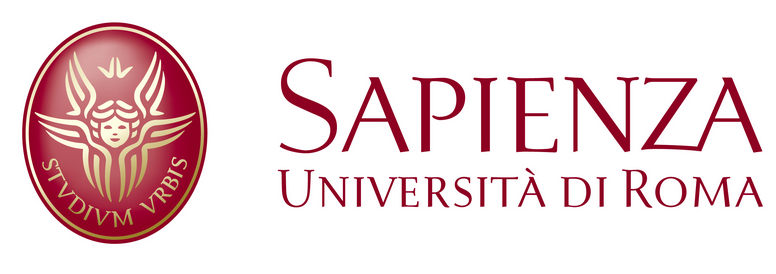 STVDIVM VRBIS
SAPIENZA
UNIVERSITÀ DI ROMA